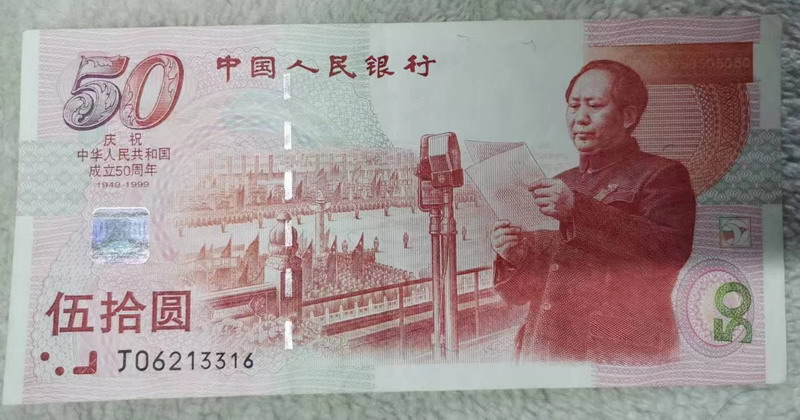 50
中国人民银行
庆祝
中华人民共和国
成立50周年
1949-1999
伍拾圆
J06213316
50